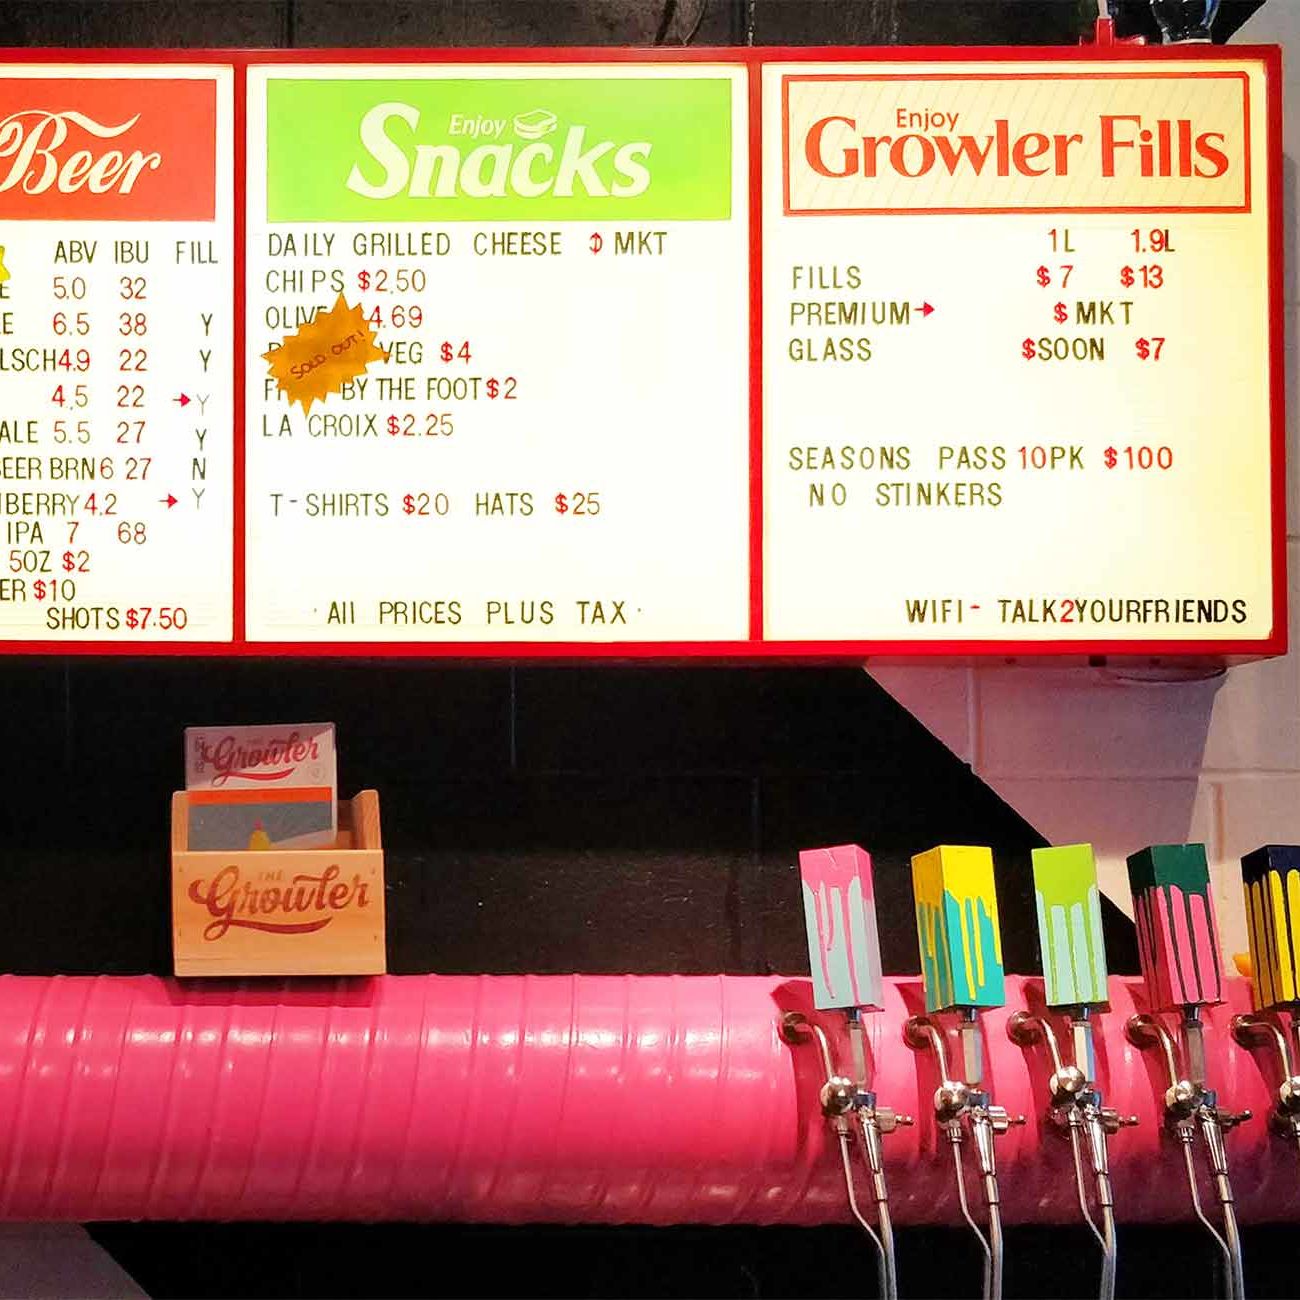 Beer
ABV IBU FILL
E 5.0 32
E 6.5 38 Y
LSCH 4.9 22 Y
4.5 22 → Y
ALE 5.5 27 Y
BEER BRN 6 27 N
BERRY 4.2 → Y
IPA 7 68
5OZ $2
ER $10
SHOTS $7.50
Enjoy
Snacks
DAILY GRILLED CHEESE MKT
CHIPS $2.50
OLIVE 4.69
VEG $4
BY THE FOOT $2
LA CROIX $2.25
SOLD OUT!
T-SHIRTS $20 HATS $25
· All PRICES PLUS TAX ·
Enjoy
Growler Fills
1L 1.9L
FILLS $7 $13
PREMIUM→ $MKT
GLASS $SOON $7
SEASONS PASS 10PK $100
NO STINKERS
WIFI- TALK2YOURFRIENDS
Growler
THE
Growler